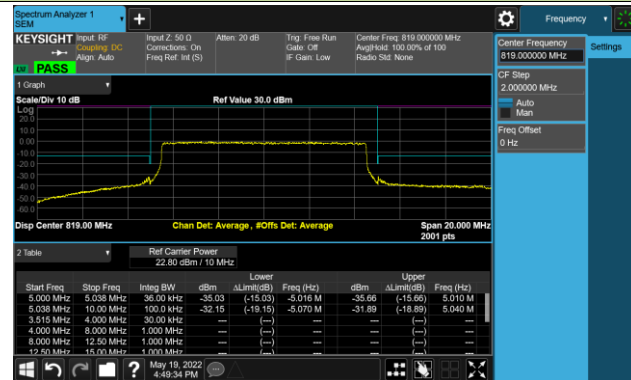 Spectrum Analyzer 1
SEM
Frequency
KEYSIGHT
Input: RF
Coupling: DC
Align: Auto
Input Z: 50 Ω
Corrections: On
Freq Ref: Int (S)
Atten: 20 dB
Trig: Free Run
Gate: Off
IF Gain: Low
Center Freq: 819.000000 MHz
Avg|Hold: 100.00% of 100
Radio Std: None
PASS
Center Frequency
819.000000 MHz
Settings
CF Step
2.000000 MHz
Auto
Man
Freq Offset
0 Hz
1 Graph
Scale/Div 10 dB
Ref Value 30.0 dBm
Log
20.0
10.0
0.00
-10.0
-20.0
-30.0
-40.0
-50.0
-60.0
Disp Center 819.00 MHz
Chan Det: Average , #Offs Det: Average
Span 20.000 MHz
2001 pts
2 Table
Ref Carrier Power
22.80 dBm / 10 MHz
Lower Upper
Start Freq Stop Freq Integ BW dBm ΔLimit(dB) Freq (Hz) dBm ΔLimit(dB) Freq (Hz)
5.000 MHz 5.038 MHz 36.00 kHz -35.03 (-15.03) -5.016 M -35.66 (-15.66) 5.010 M
5.038 MHz 10.00 MHz 100.0 kHz -32.15 (-19.15) -5.070 M -31.89 (-18.89) 5.040 M
3.515 MHz 4.000 MHz 30.00 kHz --- (---) --- --- (---) ---
4.000 MHz 8.000 MHz 1.000 MHz --- (---) --- --- (---) ---
8.000 MHz 12.50 MHz 1.000 MHz --- (---) --- --- (---) ---
12.50 MHz 15.00 MHz 1.000 MHz --- (---) --- --- (---) ---
May 19, 2022
4:49:34 PM